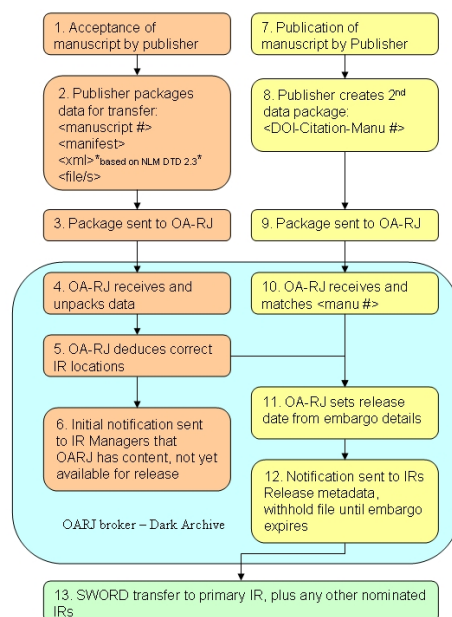 1. Acceptance of
manuscript by publisher
2. Publisher packages
data for transfer:
<manuscript #>
<manifest>
<xml>*based on NLM DTD 2.3*
<file/s>
3. Package sent to OA-RJ
4. OA-RJ receives and
unpacks data
5. OA-RJ deduces correct
IR locations
6. Initial notification sent
to IR Managers that
OARJ has content, not yet
available for release
OARJ broker – Dark Archive
7. Publication of
manuscript by Publisher
8. Publisher creates 2nd
data package:
<DOI-Citation-Manu #>
9. Package sent to OA-RJ
10. OA-RJ receives and
matches <manu #>
11. OA-RJ sets release
date from embargo details
12. Notification sent to IRs
Release metadata,
withhold file until embargo
expires
13. SWORD transfer to primary IR, plus any other nominated
IRs